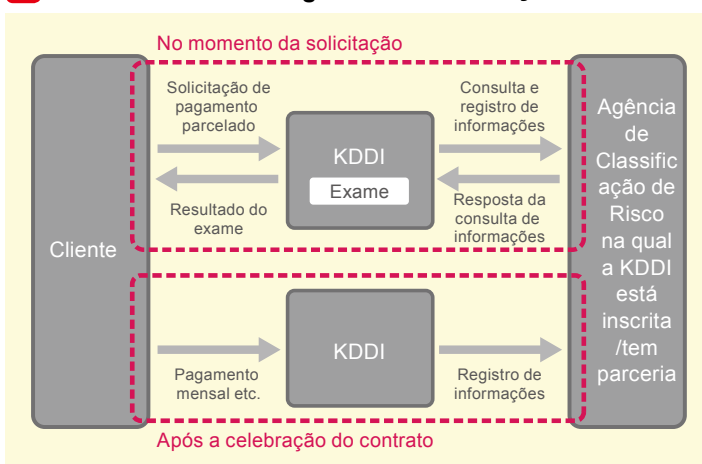 No momento da solicitação
Cliente
Solicitação de
pagamento
parcelado
Resultado do
exame
KDDI
Exame
Consulta e
registro de
informações
Resposta da
consulta de
informações
Agência
de
Classific
ação de
Risco
na qual
a KDDI
está
inscrita
/tem
parceria
Pagamento
mensal etc.
KDDI
Registro de
informações
Após a celebração do contrato